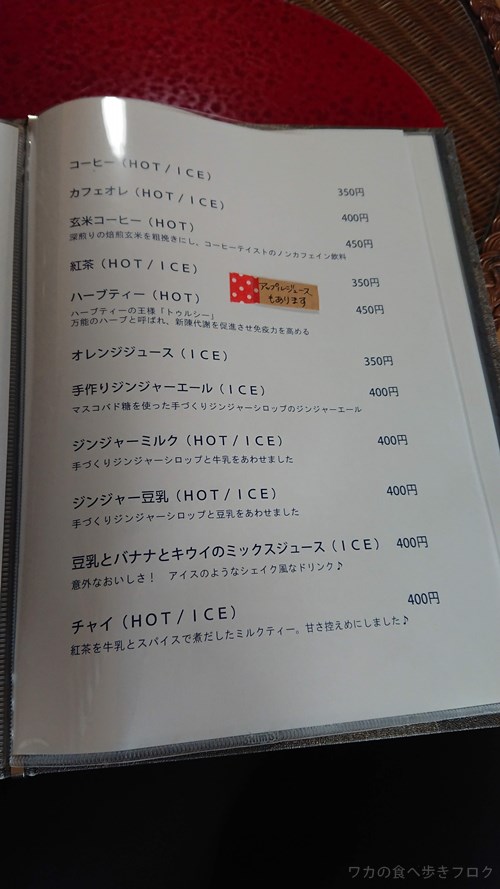 コーヒー（HOT / ICE）
350円
カフェオレ（HOT / ICE）
400円
玄米コーヒー（HOT）
450円
深煎りの焙煎玄米を粗挽きにし、コーヒーテイストのノンカフェイン飲料
紅茶（HOT / ICE）
350円
アップルジュース
もあります
ハーブティー（HOT）
450円
ハーブティーの王様「トゥルシー」
万能のハーブと呼ばれ、新陳代謝を促進させ免疫力を高める
オレンジジュース（ICE）
350円
手作りジンジャーエール（ICE）
400円
マスコバド糖を使った手づくりジンジャーシロップのジンジャーエール
ジンジャーミルク（HOT / ICE）
400円
手づくりジンジャーシロップと牛乳をあわせました
ジンジャー豆乳（HOT / ICE）
400円
手づくりジンジャーシロップと豆乳をあわせました
豆乳とバナナとキウイのミックスジュース（ICE）
400円
意外なおいしさ！　アイスのようなシェイク風なドリンク♪
チャイ（HOT / ICE）
400円
紅茶を牛乳とスパイスで煮だしたミルクティー。甘さ控えめにしました♪
ワカの食べ歩きブログ